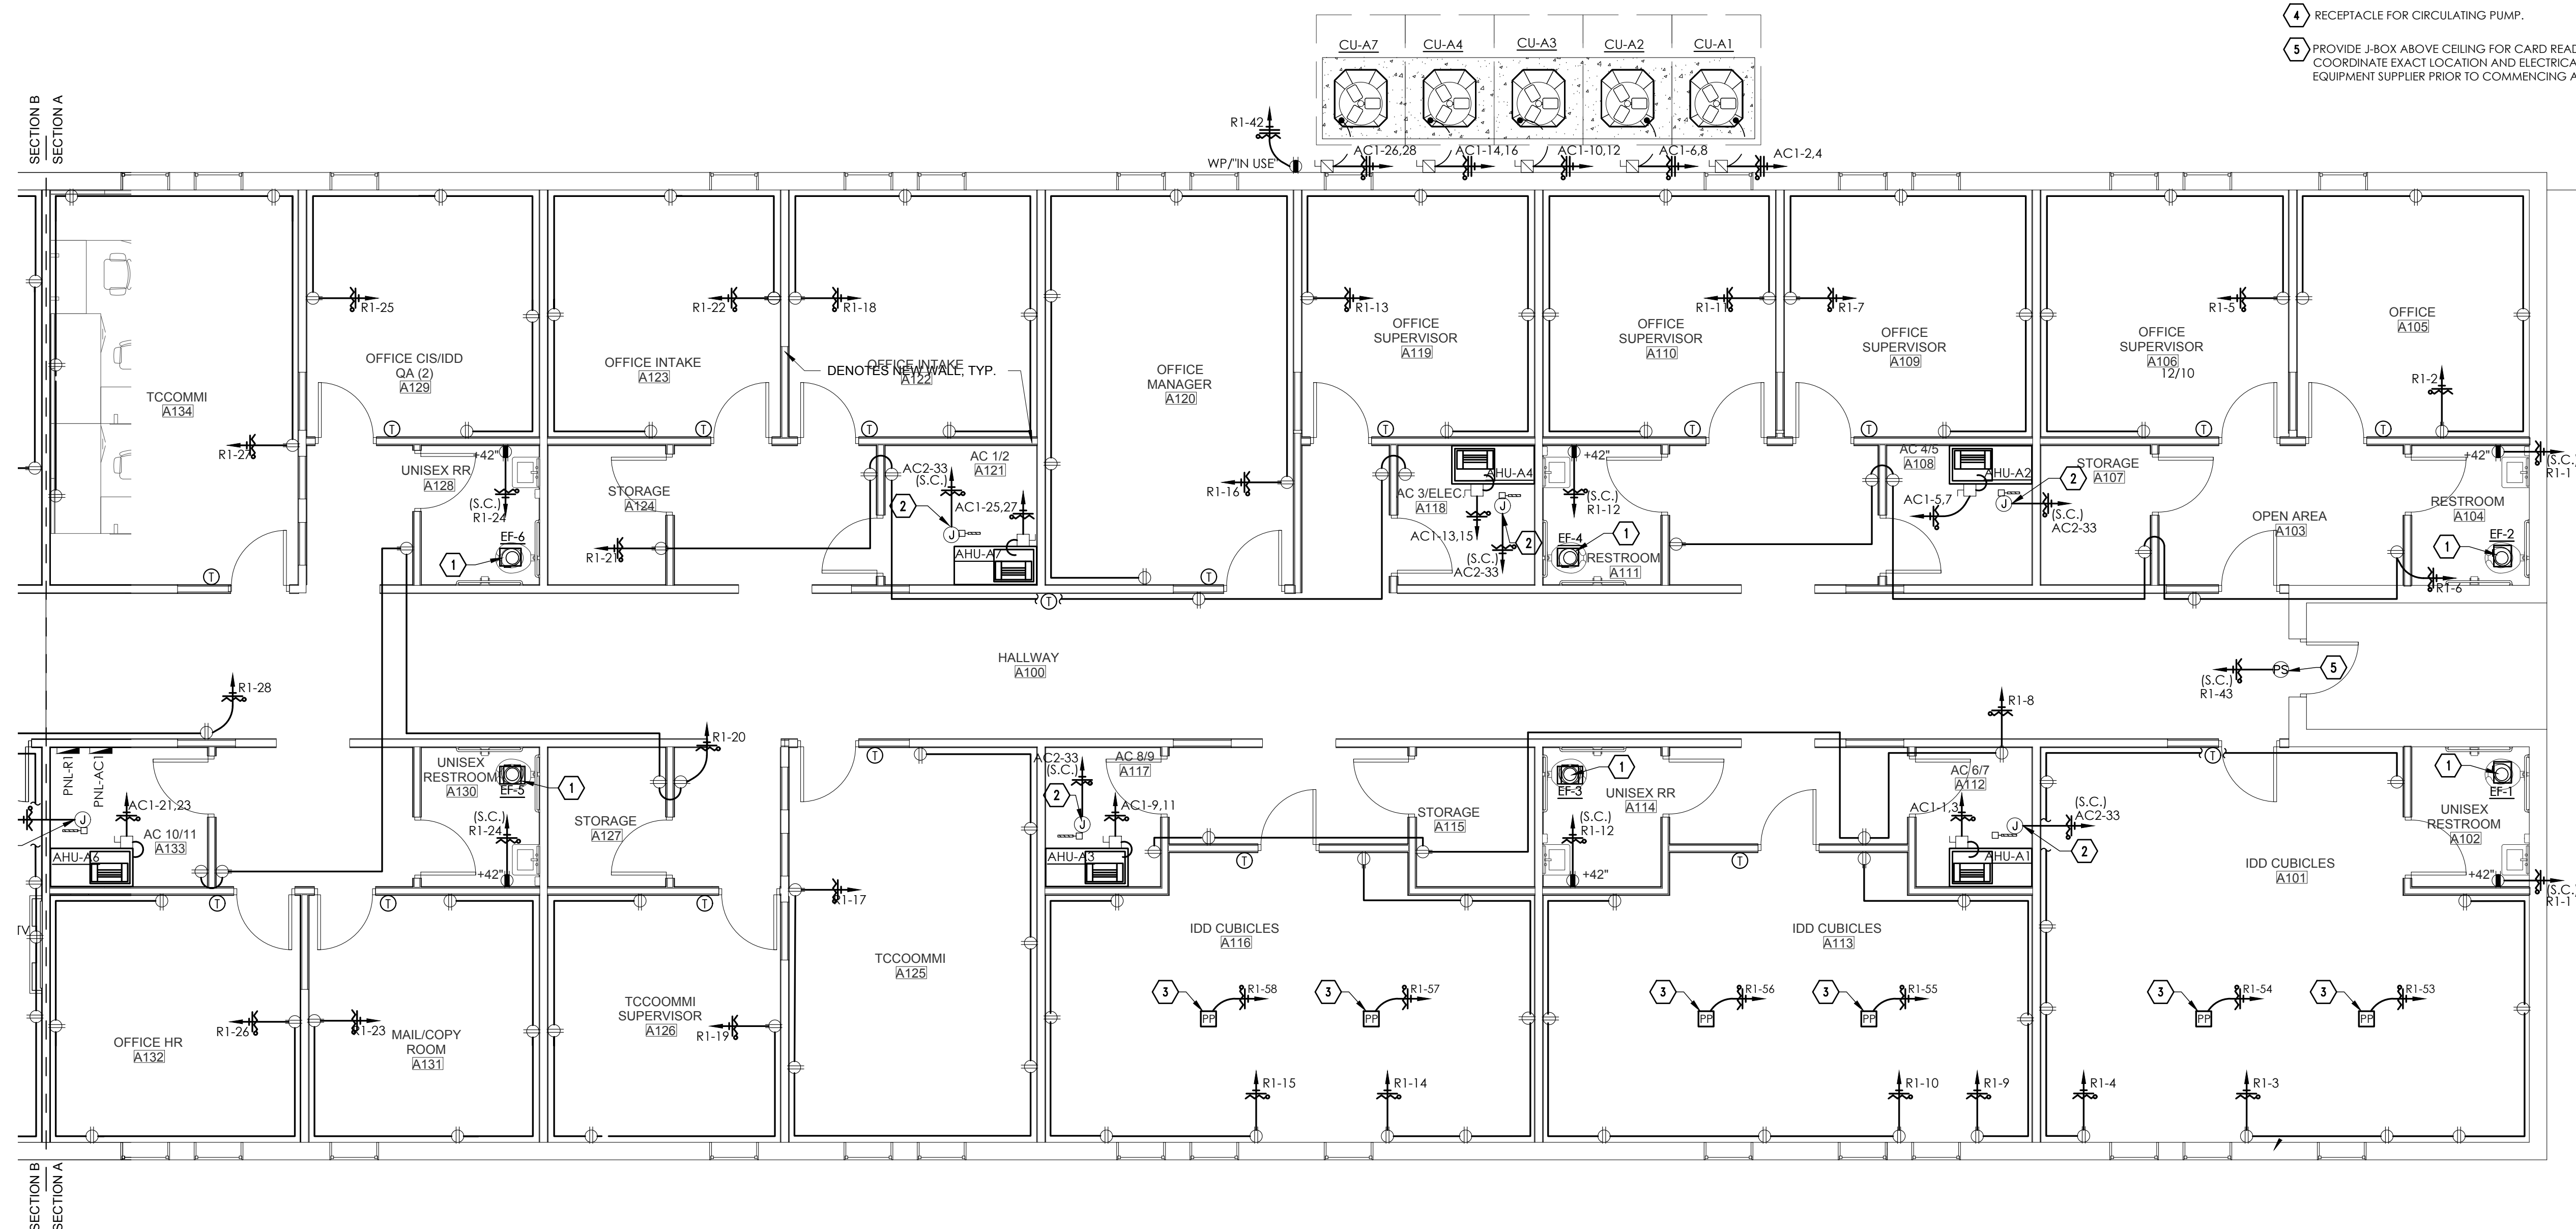 4 RECEPTACLE FOR CIRCULATING PUMP.
5 PROVIDE J-BOX ABOVE CEILING FOR CARD READ
COORDINATE EXACT LOCATION AND ELECTRICA
EQUIPMENT SUPPLIER PRIOR TO COMMENCING A
CU-A7
CU-A4
CU-A3
CU-A2
CU-A1
SECTION B
SECTION A
R1-42
WP/"IN USE"
AC1-26,28
AC1-14,16
AC1-10,12
AC1-6,8
AC1-2,4
R1-25
R1-22
R1-18
R1-13
R1-11
R1-7
R1-5
OFFICE
A105
OFFICE
SUPERVISOR
A119
OFFICE
SUPERVISOR
A110
OFFICE
SUPERVISOR
A109
OFFICE
SUPERVISOR
A106
12/10
OFFICE CIS/IDD
QA (2)
A129
OFFICE INTAKE
A123
OFFICE INTAKE
A122
DENOTES NEW WALL, TYP.
OFFICE
MANAGER
A120
R1-2
TCCOMMI
A134
R1-27
T
T
T
T
T
T
T
T
+42"
UNISEX RR
A128
(S.C.)
R1-24
EF-6
1
STORAGE
A124
R1-21
AC2-33
(S.C.)
2
J
AC 1/2
A121
AC1-25,27
AHU-A7
R1-16
AC 3/ELEC
A118
AHU-A4
AC1-13,15
J
2
(S.C.)
AC2-33
+42"
(S.C.)
R1-12
EF-4
1
RESTROOM
A111
AC 4/5
A108
AHU-A2
AC1-5,7
J
2
STORAGE
A107
(S.C.)
AC2-33
OPEN AREA
A103
+42"
(S.C.)
R1-1
RESTROOM
A104
EF-2
1
R1-6
T
T
T
HALLWAY
A100
(S.C.)
R1-43
PS
5
R1-28
R1-20
R1-8
PNL-R1
PNL-AC1
AC1-21,23
J
AC 10/11
A133
AHU-A6
UNISEX
RESTROOM
A130
EF-5
1
(S.C.)
R1-24
+42"
STORAGE
A127
T
AC2-33
(S.C.)
2
J
AC 8/9
A117
AC1-9,11
AHU-A3
T
STORAGE
A115
EF-3
1
UNISEX RR
A114
(S.C.)
R1-12
+42"
T
AC 6/7
A112
AC1-1,3
J
(S.C.)
AC2-33
2
AHU-A1
T
IDD CUBICLES
A101
1
EF-1
UNISEX
RESTROOM
A102
+42"
(S.C.)
R1-1
T
T
T
R1-17
TV
IDD CUBICLES
A116
IDD CUBICLES
A113
TCCOOMMI
A125
TCCOOMMI
SUPERVISOR
A126
R1-19
OFFICE HR
A132
R1-26
R1-23
MAIL/COPY
ROOM
A131
3
PP
R1-58
3
PP
R1-57
3
PP
R1-56
3
PP
R1-55
3
PP
R1-54
3
PP
R1-53
R1-15
R1-14
R1-10
R1-9
R1-4
R1-3
SECTION B
SECTION A